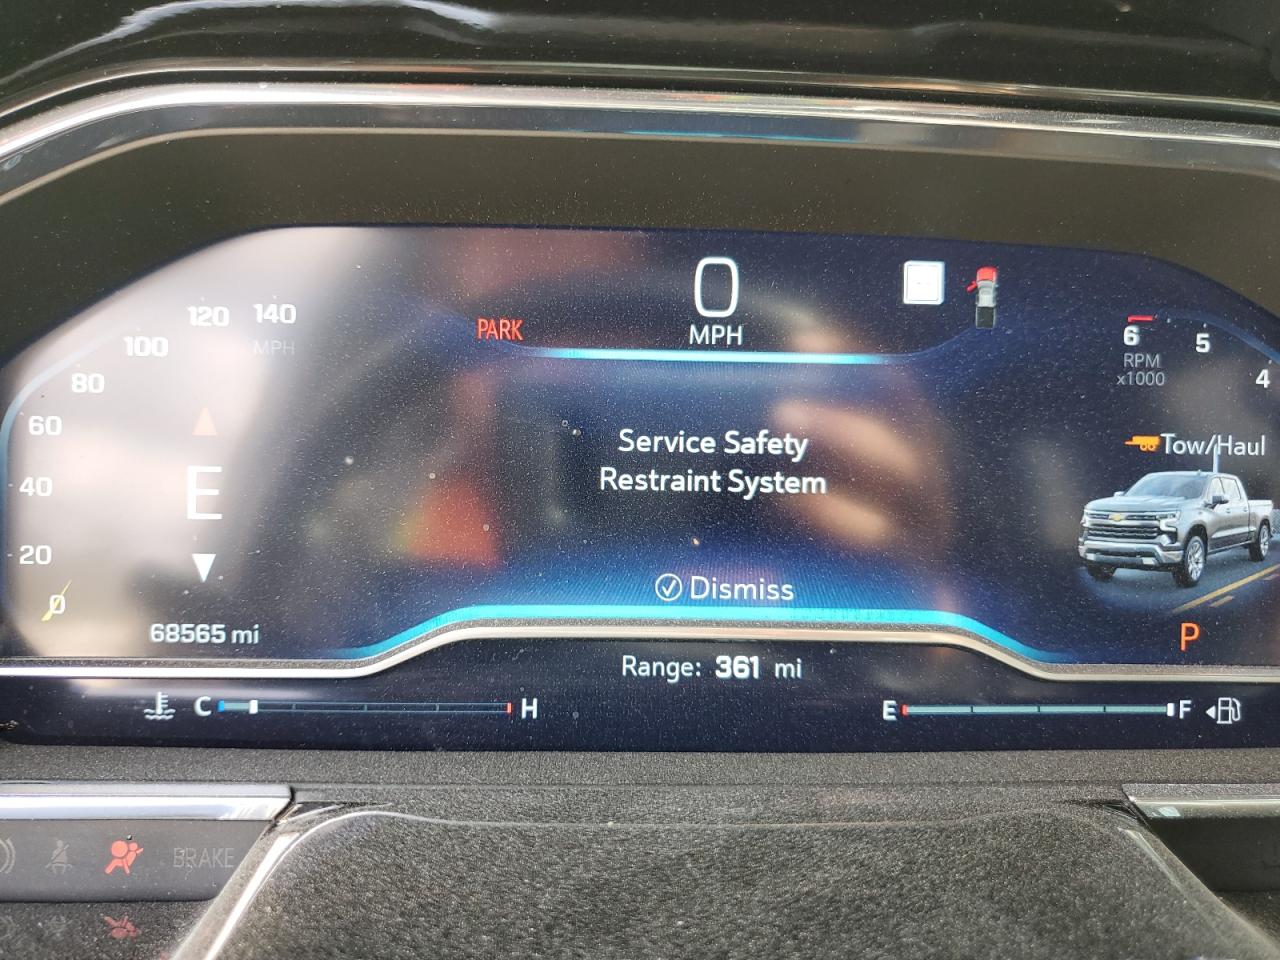 0
MPH
PARK
120 140
MPH
100
80
60
40
20
0
E
68565 mi
Service Safety
Restraint System
Dismiss
6 5 4
RPM
x1000
Tow/Haul
P
Range: 361 mi
C H
E F
BRAKE